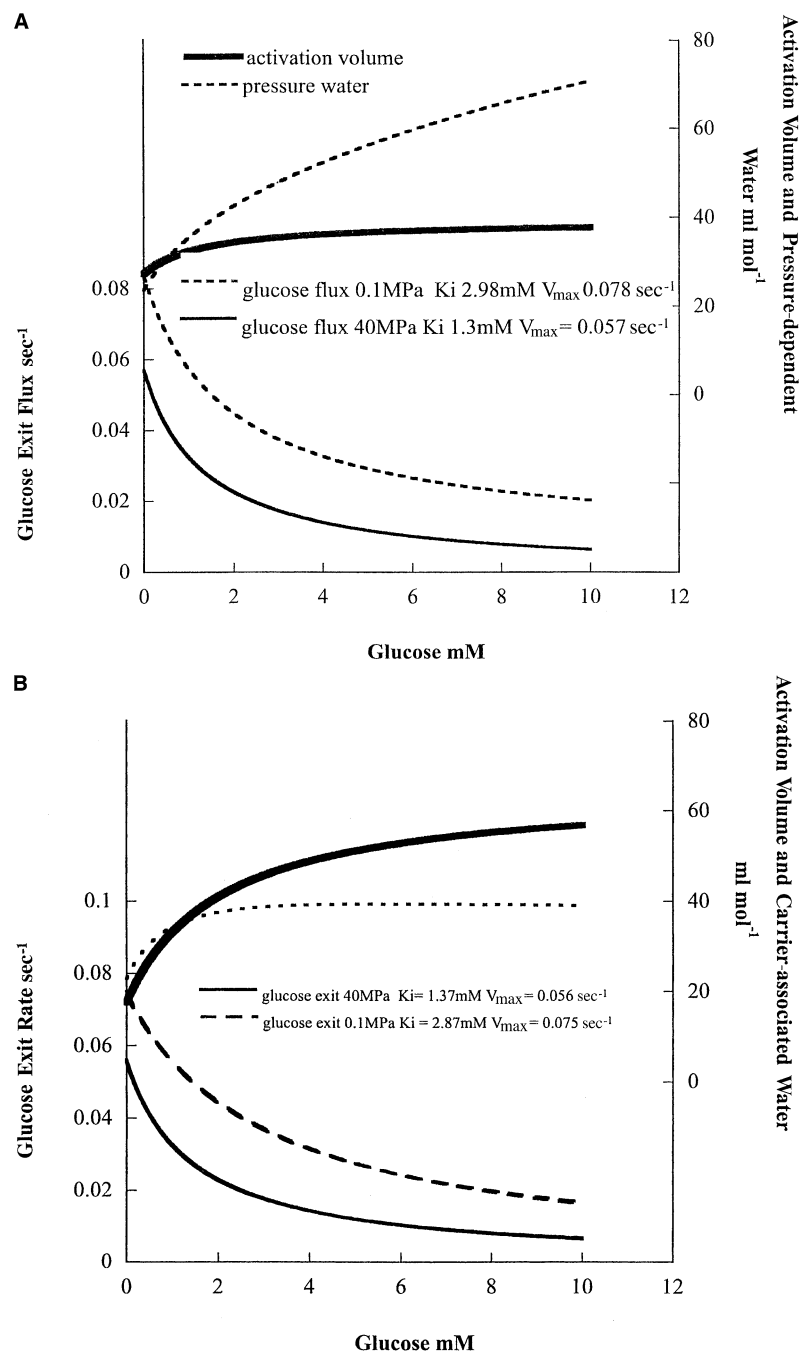 A
activation volume
pressure water
80
60
40
20
0
Activation Volume and Pressure-dependent
Water ml mol-1
glucose flux 0.1MPa Ki 2.98mM Vmax 0.078 sec-1
glucose flux 40MPa Ki 1.3mM Vmax = 0.057 sec-1
0.08
0.06
0.04
0.02
0
Glucose Exit Flux sec-1
0 2 4 6 8 10 12
Glucose mM
B
80
60
40
20
0
Activation Volume and Carrier-associated Water
ml mol-1
glucose exit 40MPa Ki= 1.37mM Vmax = 0.056 sec-1
glucose exit 0.1MPa Ki = 2.87mM Vmax = 0.075 sec-1
0.1
0.08
0.06
0.04
0.02
0
Glucose Exit Rate sec-1
0 2 4 6 8 10 12
Glucose mM